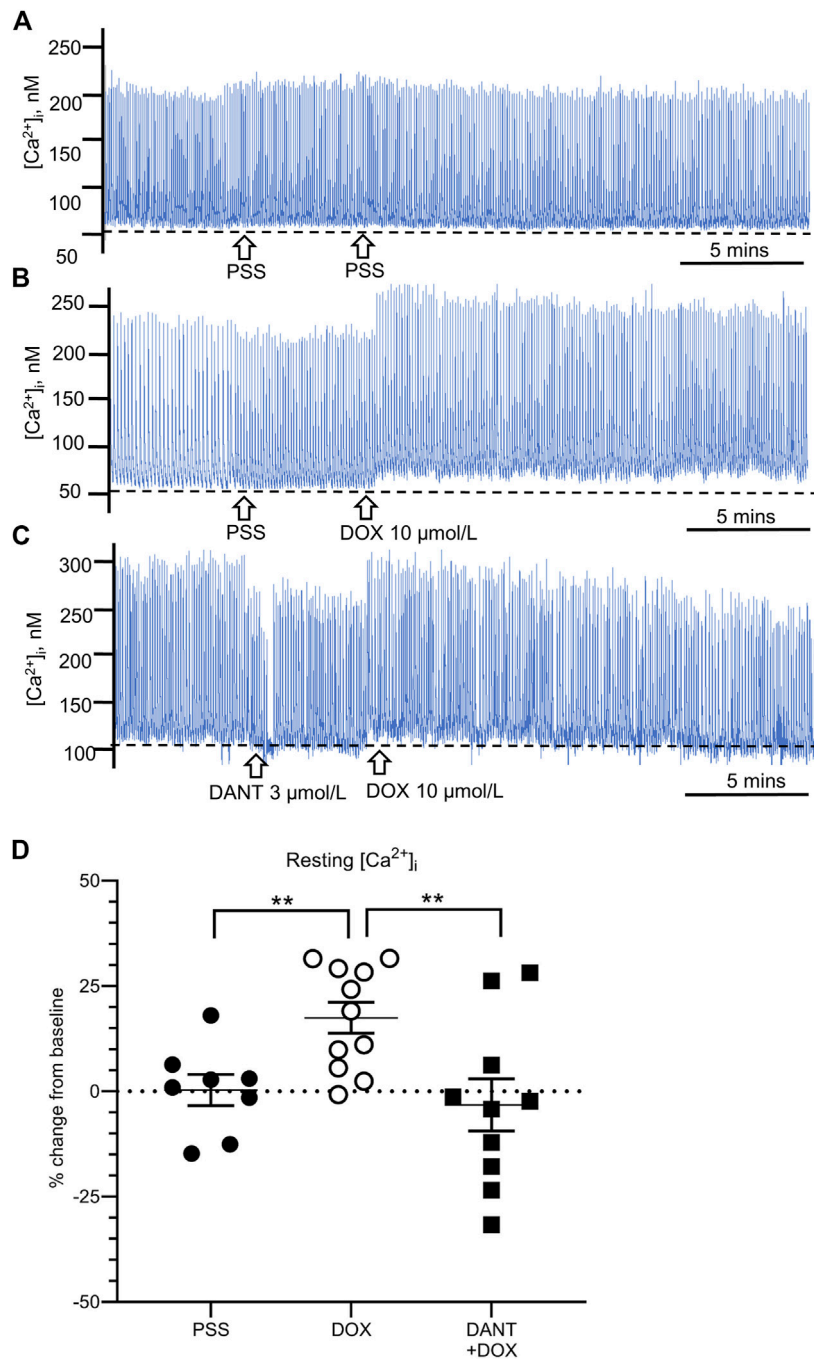 A
250
200
150
100
50
[Ca2+]i, nM
PSS
PSS
5 mins
B
250
200
150
100
50
[Ca2+]i, nM
PSS
DOX 10 μmol/L
5 mins
C
300
250
200
150
100
[Ca2+]i, nM
DANT 3 μmol/L
DOX 10 μmol/L
5 mins
D
Resting [Ca2+]i
50
25
0
-25
-50
% change from baseline
**
**
PSS
DOX
DANT
+DOX